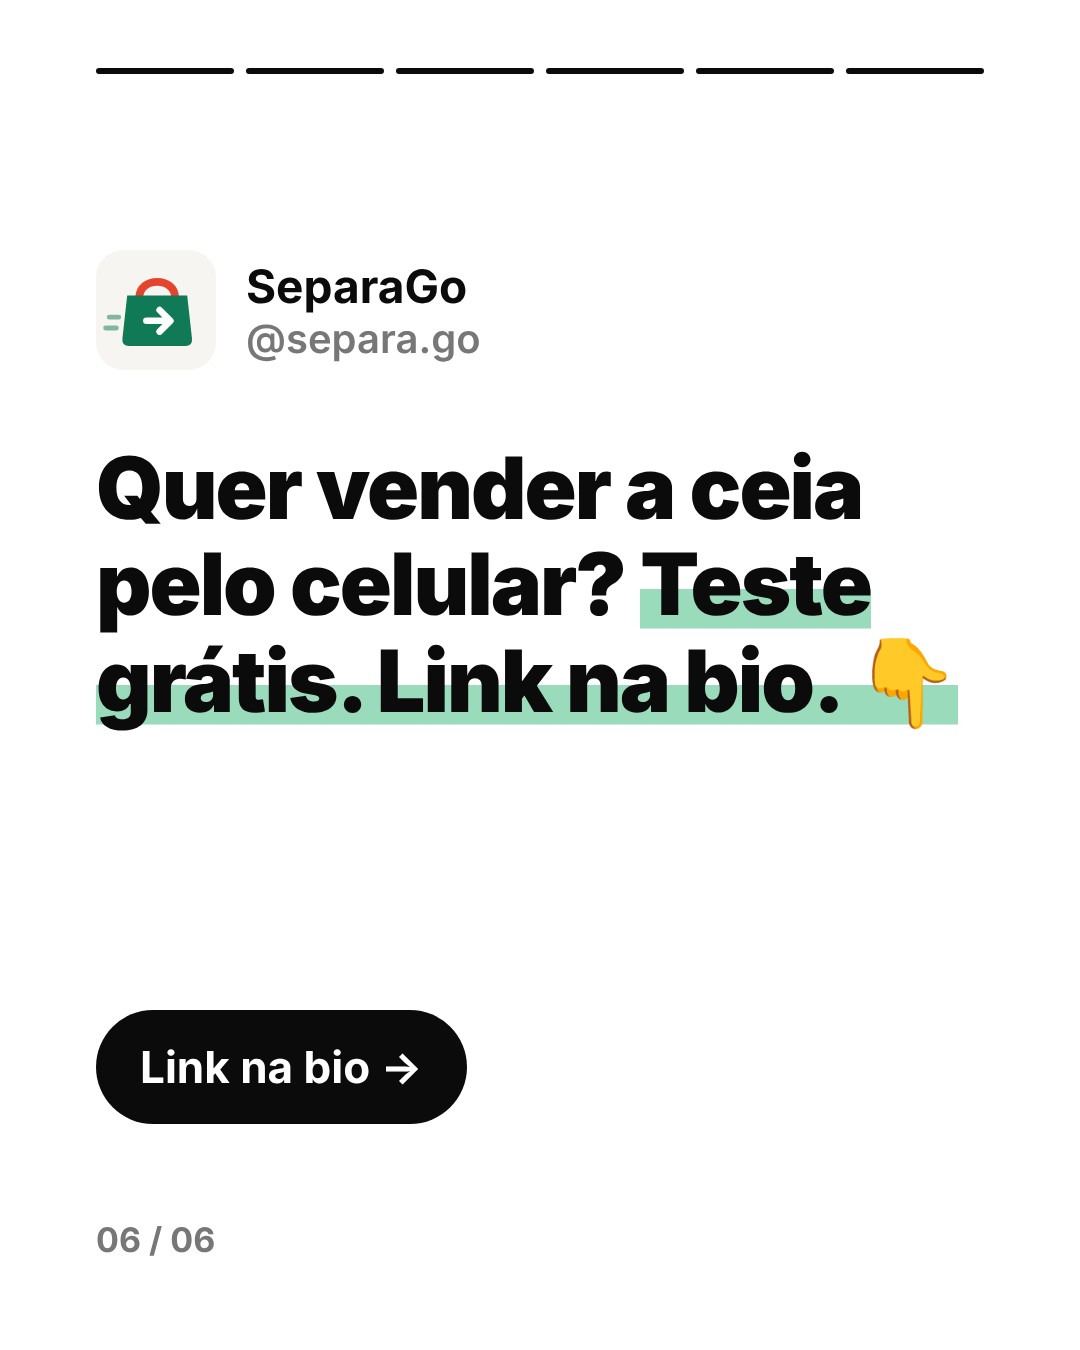 SeparaGo
@separa.go
Quer vender a ceia
pelo celular? Teste
grátis. Link na bio. 👇
Link na bio →
06 / 06